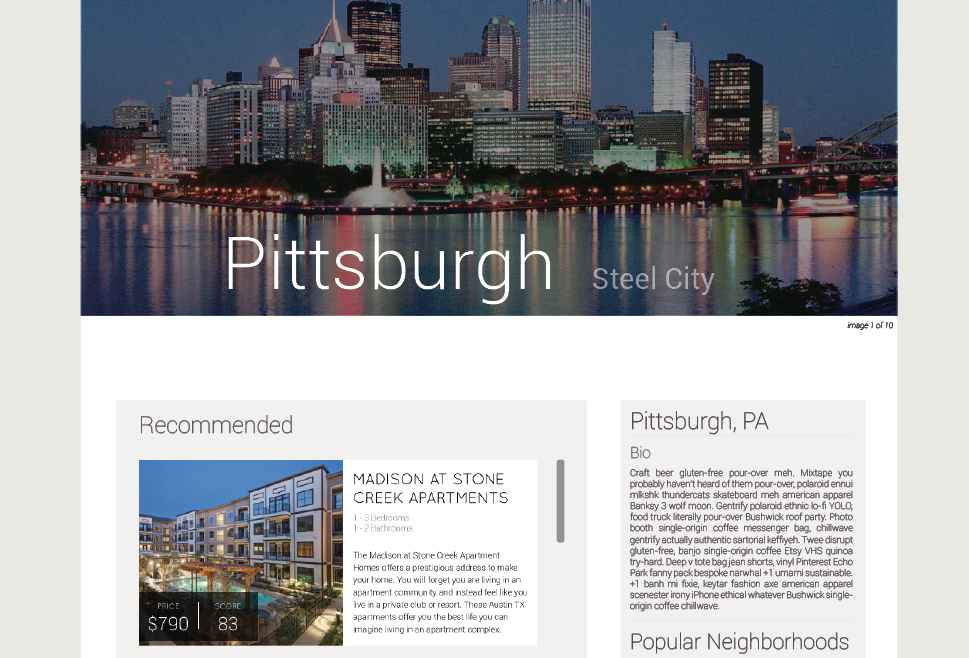 Pittsburgh Steel City
image 1 of 10
Recommended
MADISON AT STONE
CREEK APARTMENTS
1 - 3 Bedrooms
1 - 2 Bathrooms
The Madison at Stone Creek Apartment
Homes offers a prestigious address to make
your home. You will forget you are living in an
apartment community and instead feel like you
live in a private club or resort. These Austin TX
apartments offer you the best life you can
imagine living in an apartment complex.
PRICE SCORE
$790 83
Pittsburgh, PA
Bio
Craft beer gluten-free pour-over meh. Mixtape you
probably haven't heard of them pour-over, polaroid ennui
mlkshk thundercats skateboard meh american apparel
Banksy 3 wolf moon. Gentrify polaroid ethnic lo-fi YOLO,
food truck literally pour-over Bushwick roof party. Photo
booth single-origin coffee messenger bag, chillwave
gentrify actually authentic sartorial keffiyeh. Twee disrupt
gluten-free, banjo single-origin coffee Etsy VHS quinoa
try-hard. Deep v tote bag jean shorts, vinyl Pinterest Echo
Park fanny pack bespoke narwhal +1 umami sustainable.
+1 banh mi fixie, keytar fashion axe american apparel
scenester irony iPhone ethical whatever Bushwick single-
origin coffee chillwave.
Popular Neighborhoods